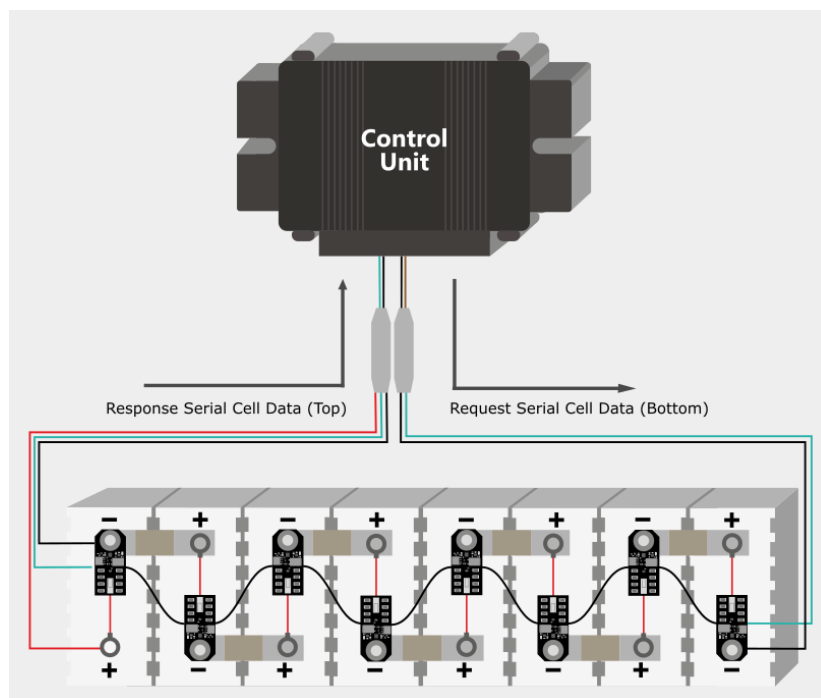 Control
Unit
Response Serial Cell Data (Top)
Request Serial Cell Data (Bottom)
− + − + − + − +
+ − + − + − + −